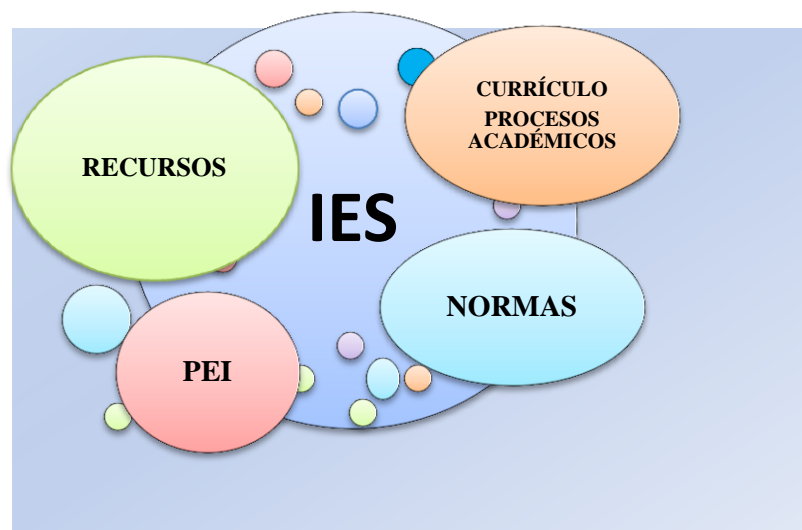 CURRÍCULO
PROCESOS
ACADÉMICOS
RECURSOS
IES
NORMAS
PEI